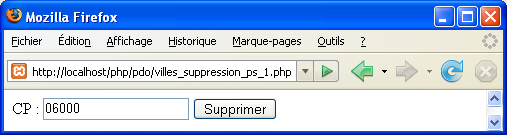 Mozilla Firefox
Fichier Édition Affichage Historique Marque-pages Outils ?
http://localhost/php/pdo/villes_suppression_ps_1.php
CP : 06000 Supprimer